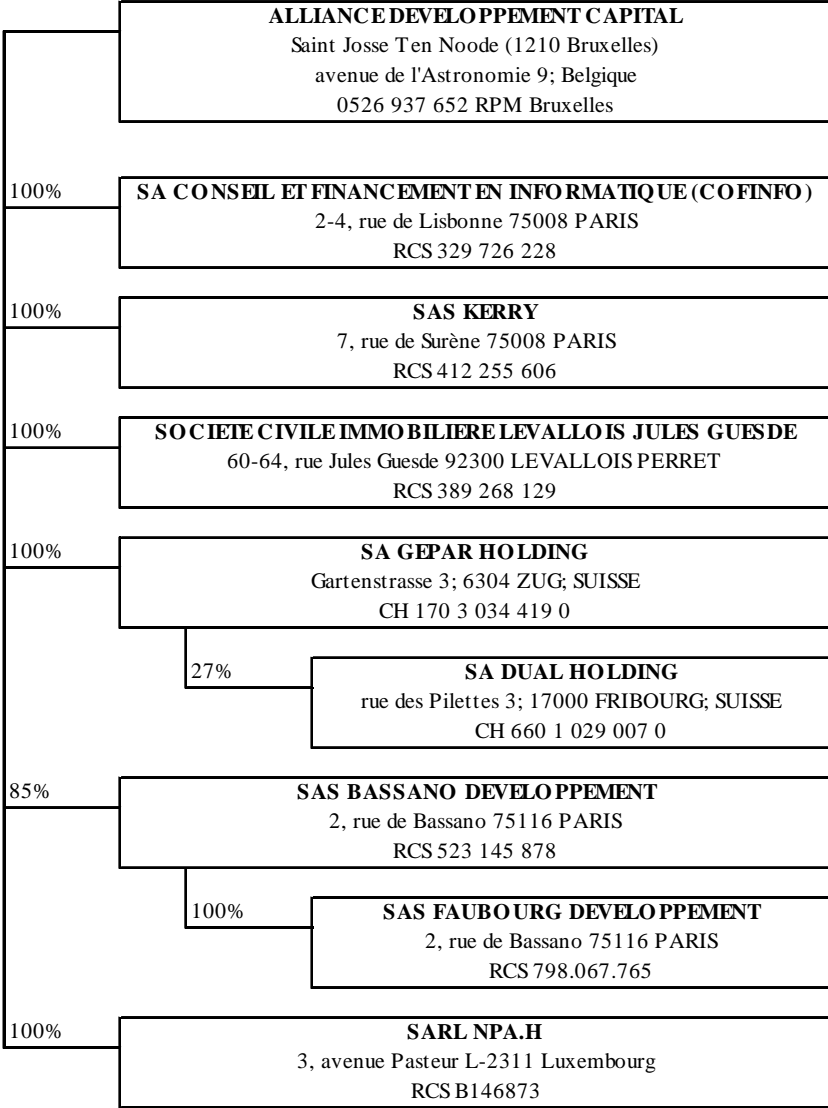 ALLIANCE DEVELOPPEMENT CAPITAL
Saint Josse Ten Noode (1210 Bruxelles)
avenue de l'Astronomie 9; Belgique
0526 937 652 RPM Bruxelles
100%
SA CONSEIL ET FINANCEMENT EN INFORMATIQUE (COFINFO)
2-4, rue de Lisbonne 75008 PARIS
RCS 329 726 228
100%
SAS KERRY
7, rue de Surène 75008 PARIS
RCS 412 255 606
100%
SOCIETE CIVILE IMMOBILIERE LEVALLOIS JULES GUESDE
60-64, rue Jules Guesde 92300 LEVALLOIS PERRET
RCS 389 268 129
100%
SA GEPAR HOLDING
Gartenstrasse 3; 6304 ZUG; SUISSE
CH 170 3 034 419 0
27%
SA DUAL HOLDING
rue des Pilettes 3; 17000 FRIBOURG; SUISSE
CH 660 1 029 007 0
85%
SAS BASSANO DEVELOPPEMENT
2, rue de Bassano 75116 PARIS
RCS 523 145 878
100%
SAS FAUBOURG DEVELOPPEMENT
2, rue de Bassano 75116 PARIS
RCS 798.067.765
100%
SARL NPA.H
3, avenue Pasteur L-2311 Luxembourg
RCS B146873